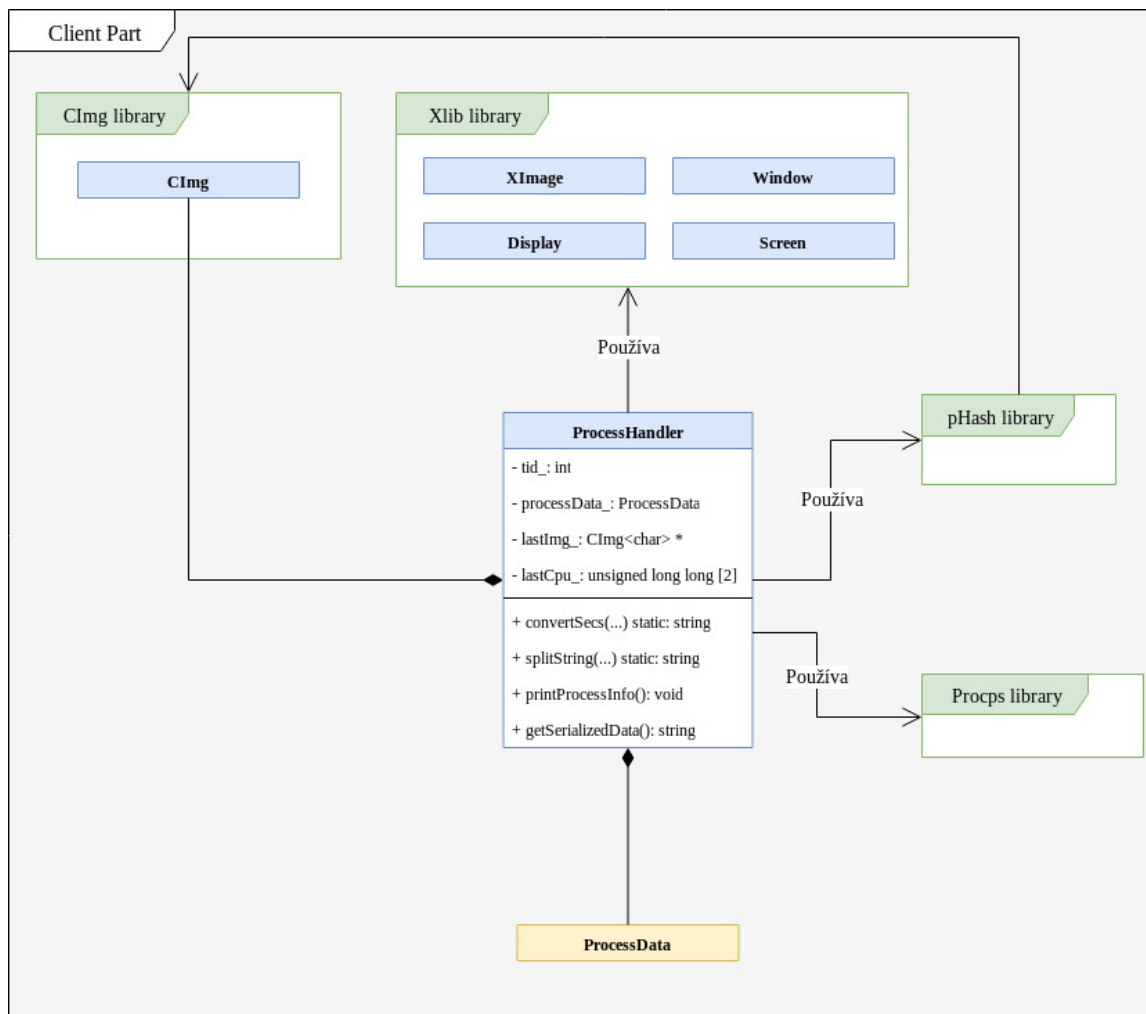 Client Part
CImg library
CImg
Xlib library
XImage
Window
Display
Screen
Používa
pHash library
ProcessHandler
- tid_: int
- processData_: ProcessData
- lastImg_: CImg<char> *
- lastCpu_: unsigned long long [2]
Používa
+ convertSecs(...) static: string
+ splitString(...) static: string
+ printProcessInfo(): void
+ getSerializedData(): string
Používa
Procps library
ProcessData